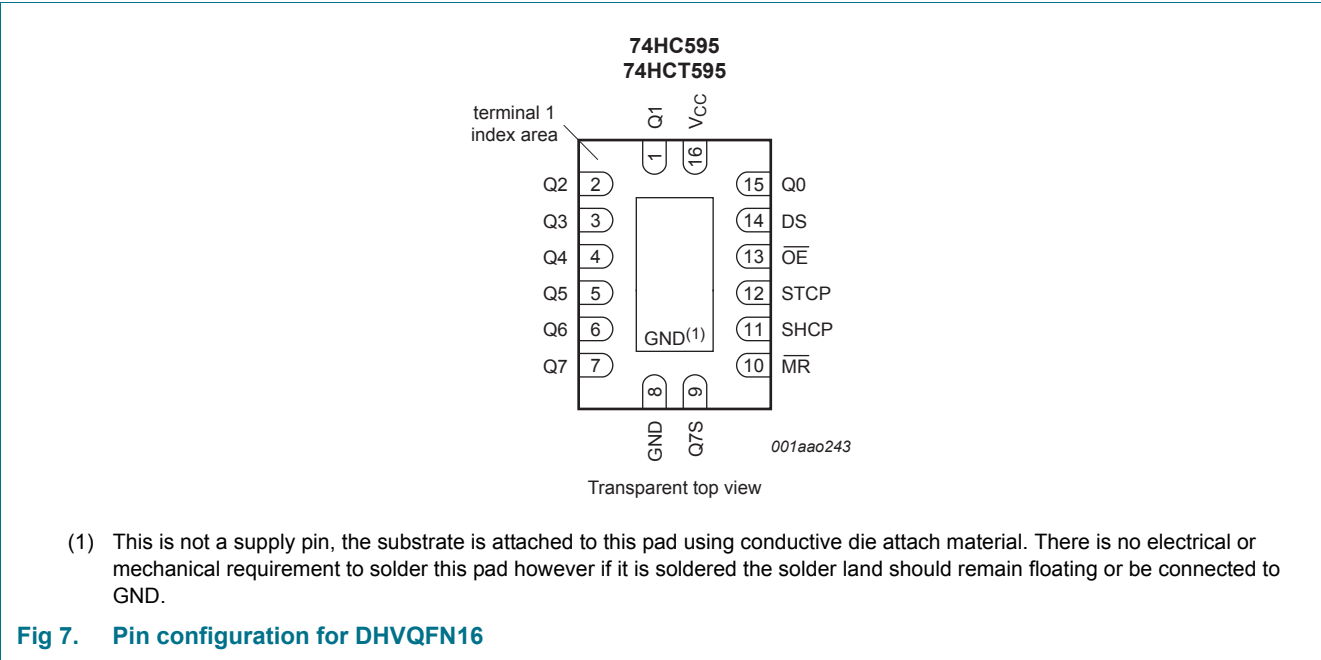 74HC595
74HCT595
terminal 1
index area
Q1
VCC
1
16
Q2 2
15 Q0
Q3 3
14 DS
Q4 4
13 OE
Q5 5
12 STCP
Q6 6
GND(1)
11 SHCP
Q7 7
10 MR
8
9
GND
Q7S
001aao243
Transparent top view
(1) This is not a supply pin, the substrate is attached to this pad using conductive die attach material. There is no electrical or
mechanical requirement to solder this pad however if it is soldered the solder land should remain floating or be connected to
GND.
Fig 7. Pin configuration for DHVQFN16